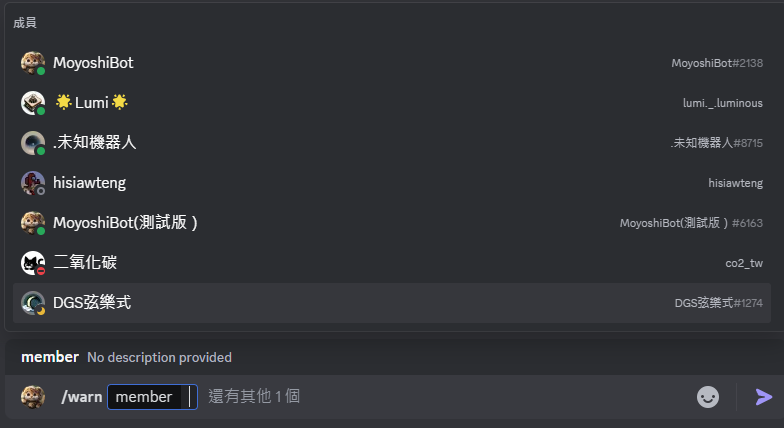 成員
MoyoshiBot MoyoshiBot#2138
🌟Lumi🌟 lumi._.luminous
.未知機器人 .未知機器人#8715
hisiawteng hisiawteng
MoyoshiBot(測試版 ) MoyoshiBot(測試版 ) #6163
二氧化碳 co2_tw
DGS弦樂式 DGS弦樂式#1274
member No description provided
/warn member 還有其他 1 個